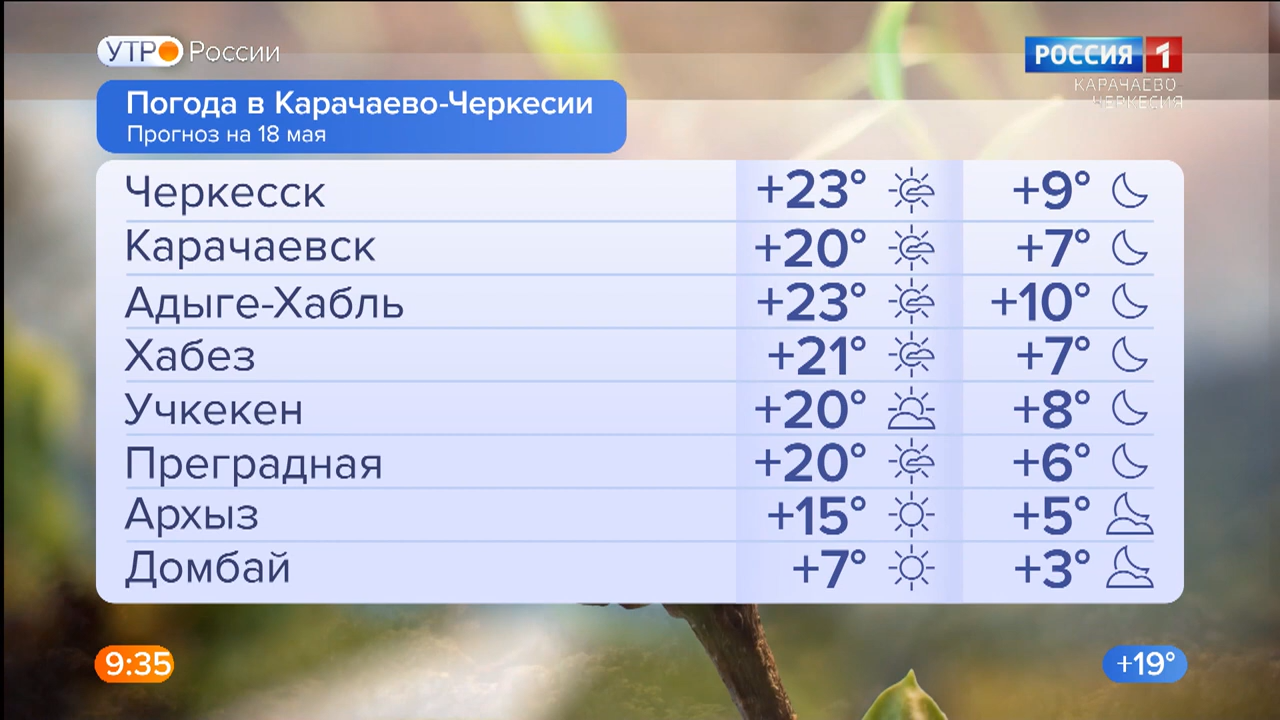 УТРО России
РОССИЯ 1
КАРАЧАЕВО-
ЧЕРКЕСИЯ
Погода в Карачаево-Черкесии
Прогноз на 18 мая
Черкесск +23° +9°
Карачаевск +20° +7°
Адыге-Хабль +23° +10°
Хабез +21° +7°
Учкекен +20° +8°
Преградная +20° +6°
Архыз +15° +5°
Домбай +7° +3°
9:35 +19°